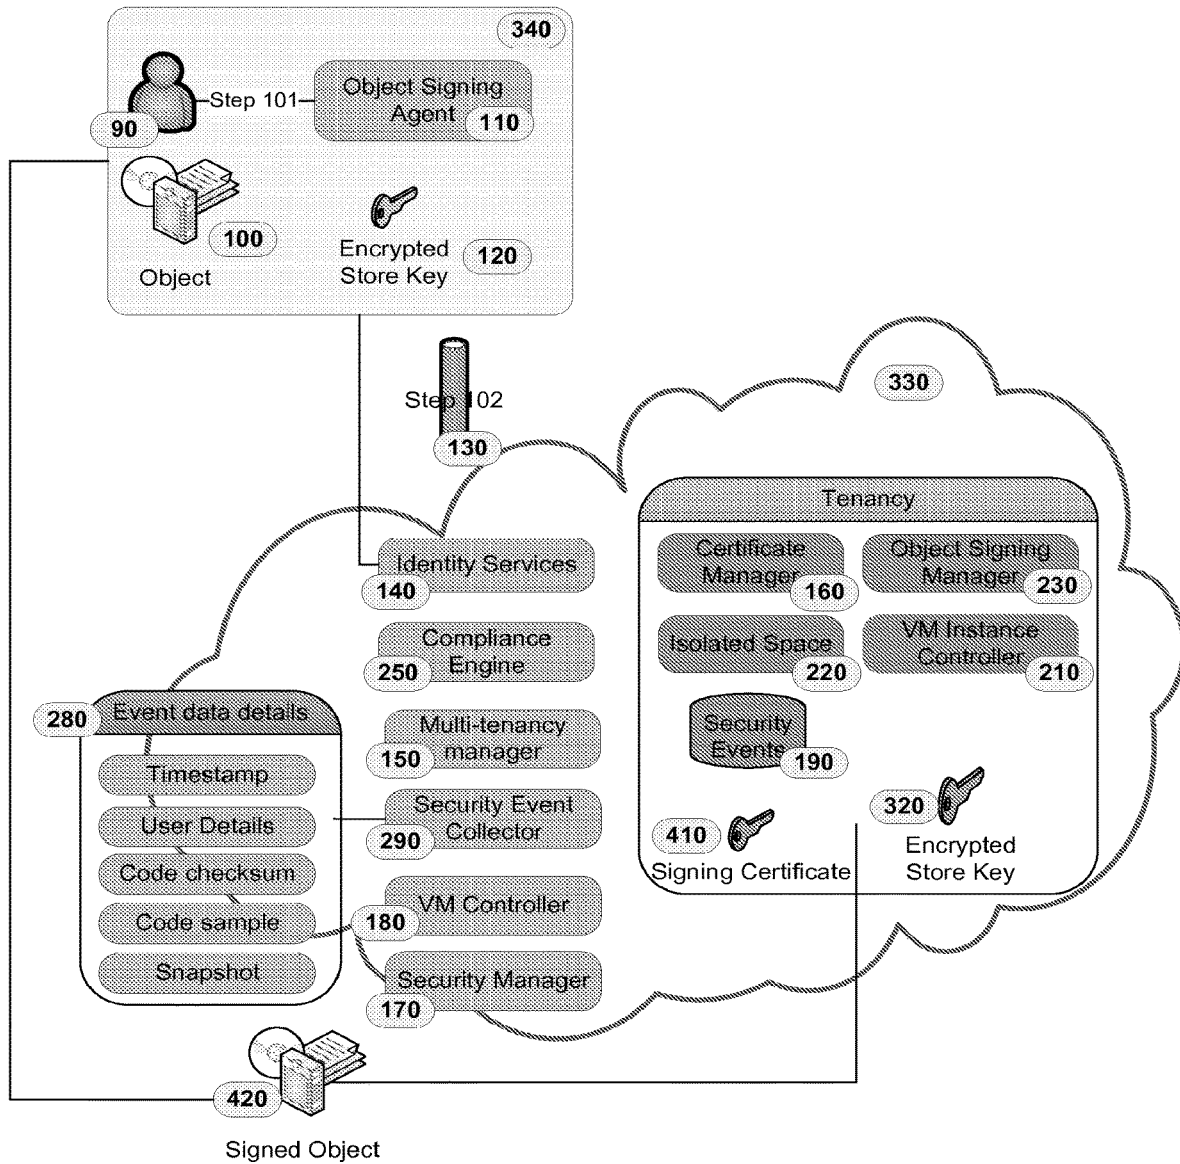 340
Step 101
Object Signing
Agent
110
90
100
Object
Encrypted
Store Key
120
Step 102
130
330
Tenancy
Certificate
Manager
160
Object Signing
Manager
230
Isolated Space
220
VM Instance
Controller
210
Security
Events
190
410
Signing Certificate
320
Encrypted
Store Key
Identity Services
140
Compliance
Engine
250
Multi-tenancy
manager
150
Security Event
Collector
290
VM Controller
180
Security Manager
170
280
Event data details
Timestamp
User Details
Code checksum
Code sample
Snapshot
420
Signed Object